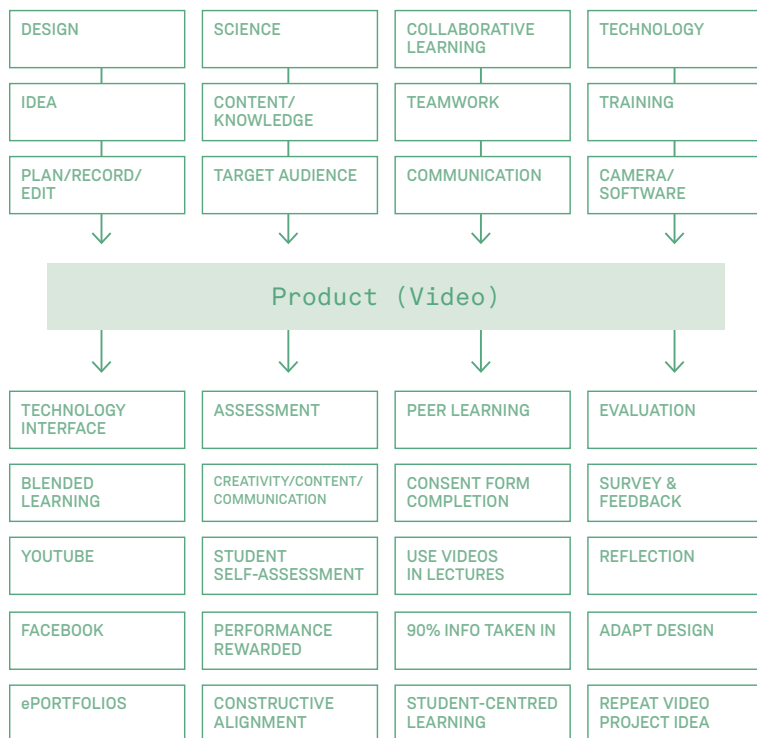 DESIGN
SCIENCE
COLLABORATIVE
LEARNING
TECHNOLOGY
IDEA
CONTENT/
KNOWLEDGE
TEAMWORK
TRAINING
PLAN/RECORD/
EDIT
TARGET AUDIENCE
COMMUNICATION
CAMERA/
SOFTWARE
Product (Video)
TECHNOLOGY
INTERFACE
ASSESSMENT
PEER LEARNING
EVALUATION
BLENDED
LEARNING
CREATIVITY/CONTENT/
COMMUNICATION
CONSENT FORM
COMPLETION
SURVEY &
FEEDBACK
YOUTUBE
STUDENT
SELF-ASSESSMENT
USE VIDEOS
IN LECTURES
REFLECTION
FACEBOOK
PERFORMANCE
REWARDED
90% INFO TAKEN IN
ADAPT DESIGN
ePORTFOLIOS
CONSTRUCTIVE
ALIGNMENT
STUDENT-CENTRED
LEARNING
REPEAT VIDEO
PROJECT IDEA